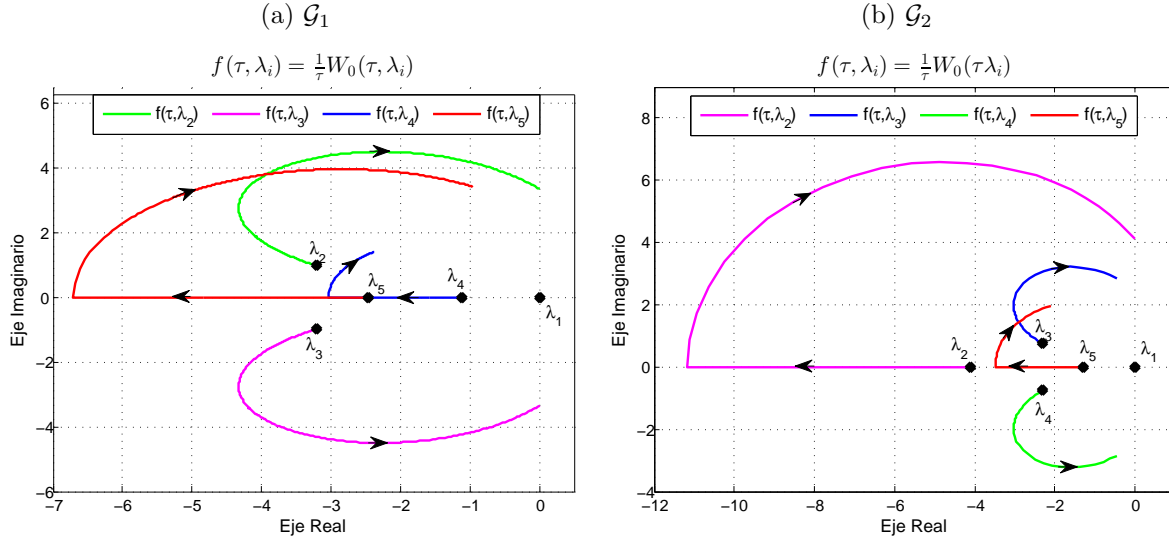 (a) 𝒢₁
f(τ, λᵢ) = 1/τ W₀(τ, λᵢ)
f(τ,λ₂) f(τ,λ₃) f(τ,λ₄) f(τ,λ₅)
6
4
2
0
−2
−4
−6
Eje Imaginario
λ₂
λ₅
λ₄
λ₁
λ₃
−7 −6 −5 −4 −3 −2 −1 0
Eje Real
(b) 𝒢₂
f(τ, λᵢ) = 1/τ W₀(τλᵢ)
f(τ,λ₂) f(τ,λ₃) f(τ,λ₄) f(τ,λ₅)
8
6
4
2
0
−2
−4
Eje Imaginario
λ₃
λ₂
λ₅
λ₁
λ₄
−12 −10 −8 −6 −4 −2 0
Eje Real